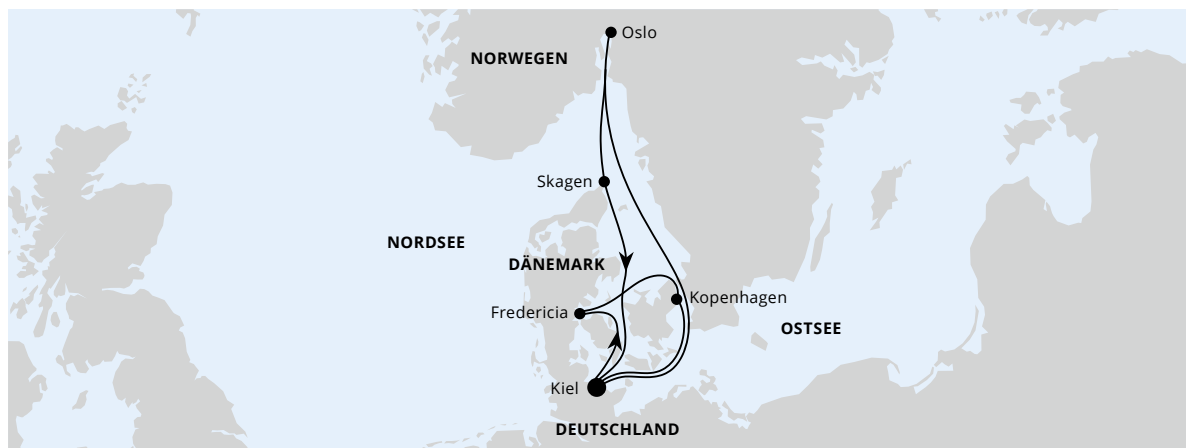 Oslo
NORWEGEN
Skagen
NORDSEE
DÄNEMARK
Kopenhagen
Fredericia
OSTSEE
Kiel
DEUTSCHLAND